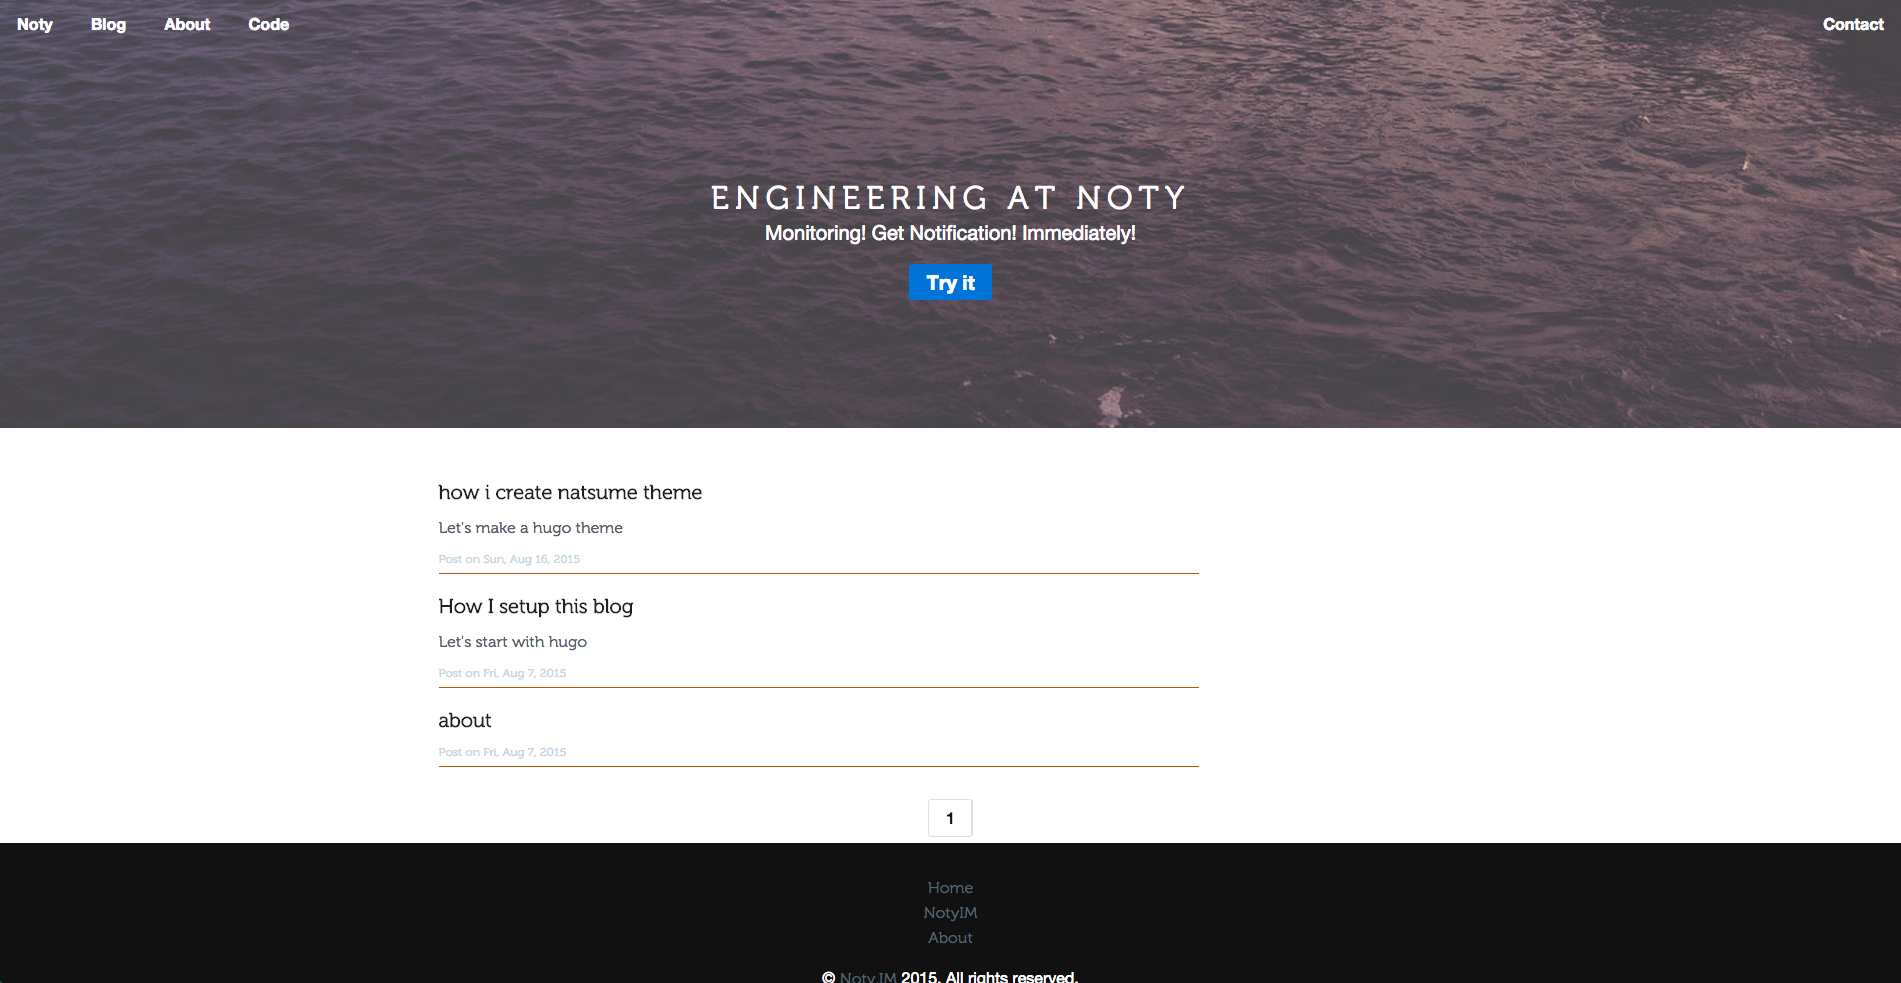 Noty Blog About Code Contact
ENGINEERING AT NOTY
Monitoring! Get Notification! Immediately!
Try it
how i create natsume theme
Let's make a hugo theme
Post on Sun, Aug 16, 2015
How I setup this blog
Let's start with hugo
Post on Fri, Aug 7, 2015
about
Post on Fri, Aug 7, 2015
1
Home
NotyIM
About
© Noty.IM 2015. All rights reserved.